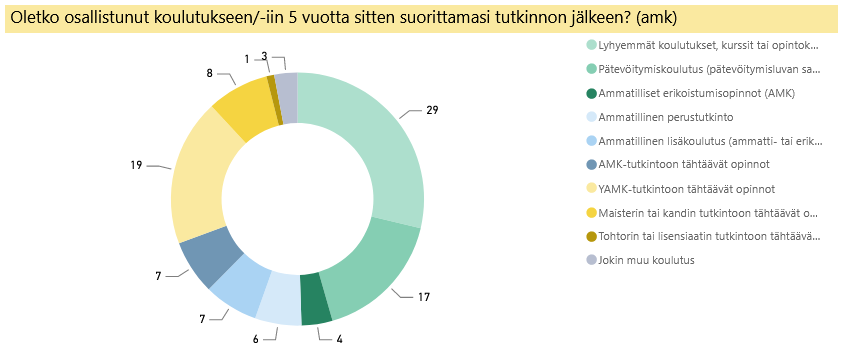 Oletko osallistunut koulutukseen/-iin 5 vuotta sitten suorittamasi tutkinnon jälkeen? (amk)
29
17
4
6
7
7
19
8
1
3
Lyhyemmät koulutukset, kurssit tai opintok...
Pätevöitymiskoulutus (pätevöitymisluvan sa...
Ammatilliset erikoistumisopinnot (AMK)
Ammatillinen perustutkinto
Ammatillinen lisäkoulutus (ammatti- tai erik...
AMK-tutkintoon tähtäävät opinnot
YAMK-tutkintoon tähtäävät opinnot
Maisterin tai kandin tutkintoon tähtäävät o...
Tohtorin tai lisensiaatin tutkintoon tähtäävä...
Jokin muu koulutus